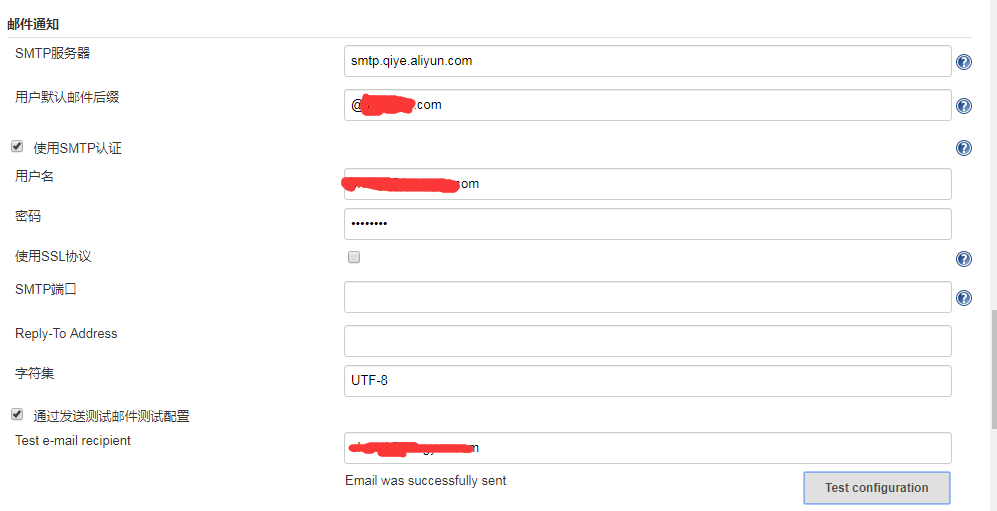 邮件通知
SMTP服务器
smtp.qiye.aliyun.com
用户默认邮件后缀
@ .com
使用SMTP认证
用户名
com
密码
••••••••
使用SSL协议
SMTP端口
Reply-To Address
字符集
UTF-8
通过发送测试邮件测试配置
Test e-mail recipient
Email was successfully sent
Test configuration